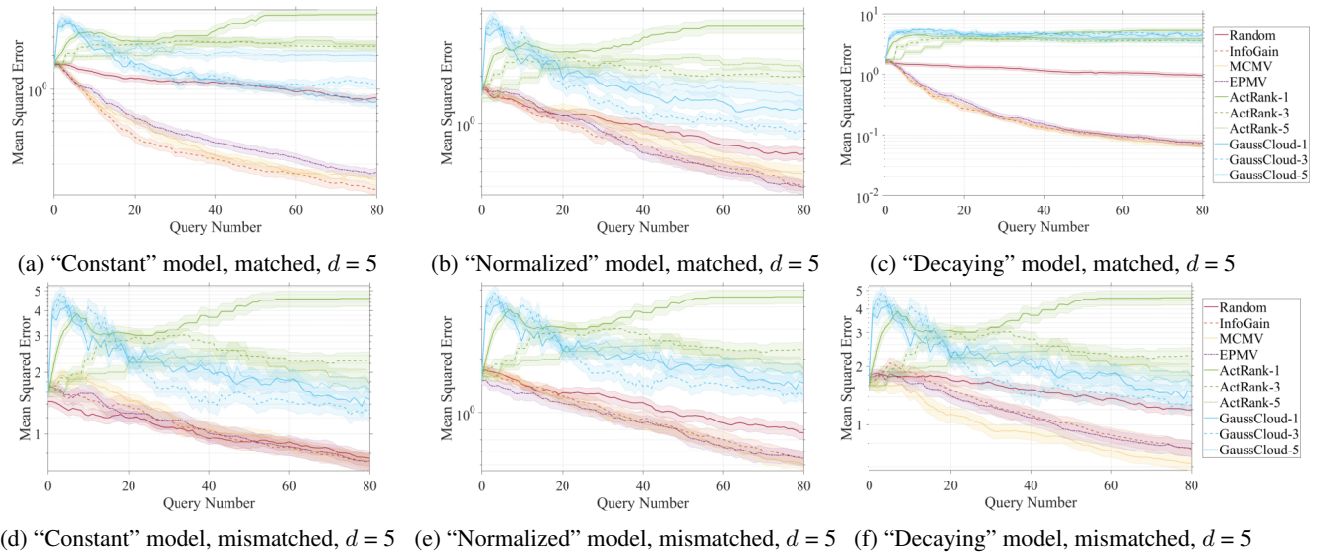 Mean Squared Error
10^0
0 20 40 60 80
Query Number
(a) “Constant” model, matched, d = 5
Mean Squared Error
10^0
0 20 40 60 80
Query Number
(b) “Normalized” model, matched, d = 5
Mean Squared Error
10^1
10^0
10^-1
10^-2
0 20 40 60 80
Query Number
(c) “Decaying” model, matched, d = 5
Random
InfoGain
MCMV
EPMV
ActRank-1
ActRank-3
ActRank-5
GaussCloud-1
GaussCloud-3
GaussCloud-5
Mean Squared Error
5
4
3
2
1
0 20 40 60 80
Query Number
(d) “Constant” model, mismatched, d = 5
Mean Squared Error
10^0
0 20 40 60 80
Query Number
(e) “Normalized” model, mismatched, d = 5
Mean Squared Error
5
4
3
2
1
0 20 40 60 80
Query Number
(f) “Decaying” model, mismatched, d = 5
Random
InfoGain
MCMV
EPMV
ActRank-1
ActRank-3
ActRank-5
GaussCloud-1
GaussCloud-3
GaussCloud-5